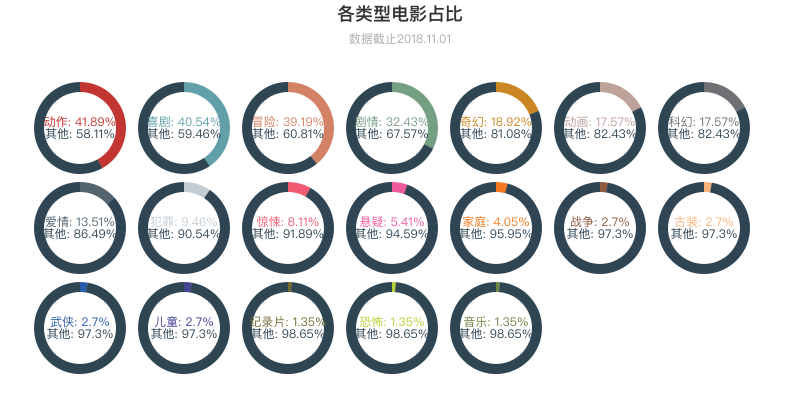 各类型电影占比
数据截止2018.11.01
动作: 41.89%
其他: 58.11%
喜剧: 40.54%
其他: 59.46%
冒险: 39.19%
其他: 60.81%
剧情: 32.43%
其他: 67.57%
奇幻: 18.92%
其他: 81.08%
动画: 17.57%
其他: 82.43%
科幻: 17.57%
其他: 82.43%
爱情: 13.51%
其他: 86.49%
犯罪: 9.46%
其他: 90.54%
惊悚: 8.11%
其他: 91.89%
悬疑: 5.41%
其他: 94.59%
家庭: 4.05%
其他: 95.95%
战争: 2.7%
其他: 97.3%
古装: 2.7%
其他: 97.3%
武侠: 2.7%
其他: 97.3%
儿童: 2.7%
其他: 97.3%
纪录片: 1.35%
其他: 98.65%
恐怖: 1.35%
其他: 98.65%
音乐: 1.35%
其他: 98.65%